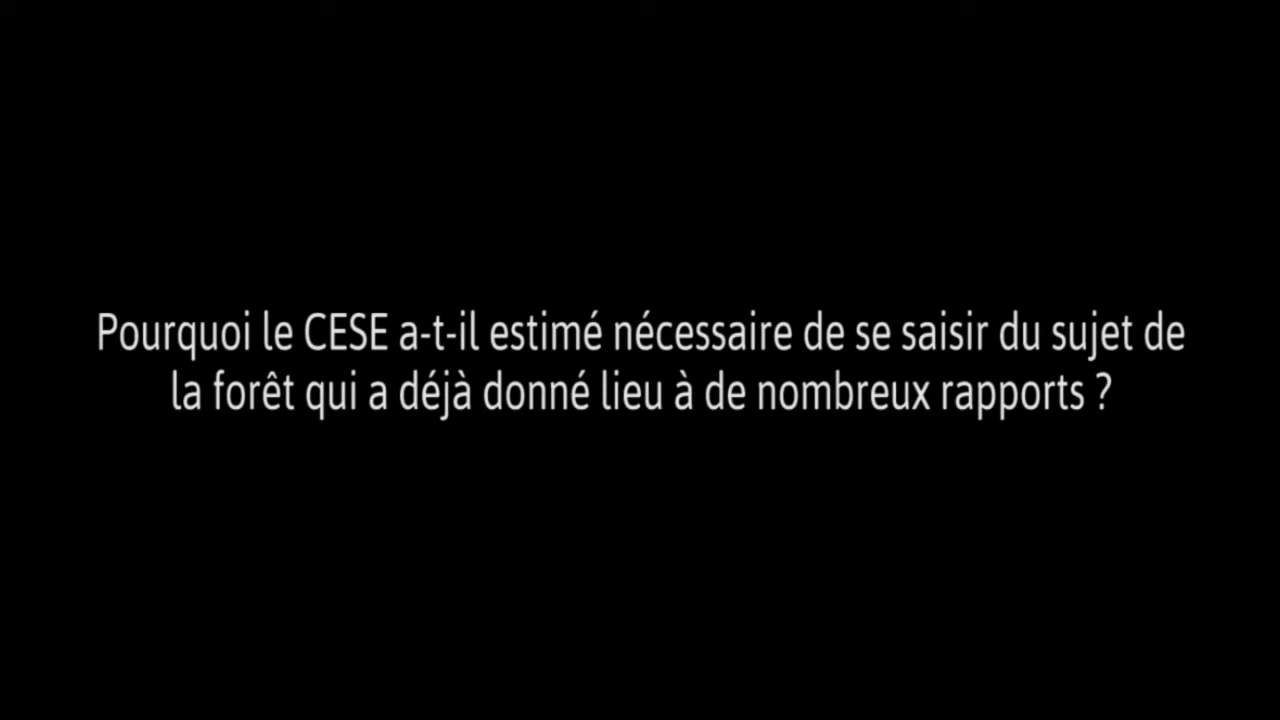 Pourquoi le CESE a-t-il estimé nécessaire de se saisir du sujet de
la forêt qui a déjà donné lieu à de nombreux rapports ?